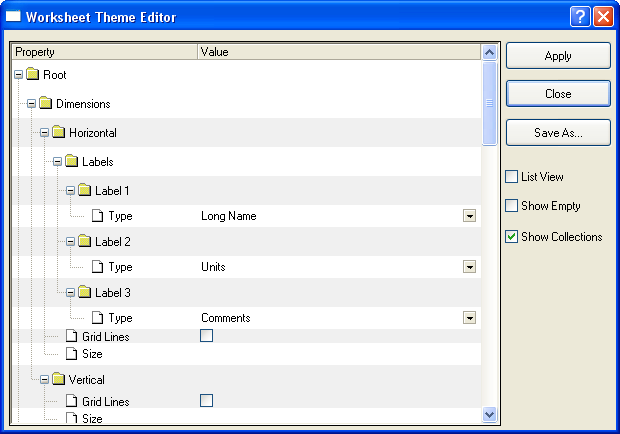 Worksheet Theme Editor
Property Value
Root
Dimensions
Horizontal
Labels
Label 1
Type Long Name
Label 2
Type Units
Label 3
Type Comments
Grid Lines
Size
Vertical
Grid Lines
Size
Apply
Close
Save As...
List View
Show Empty
Show Collections